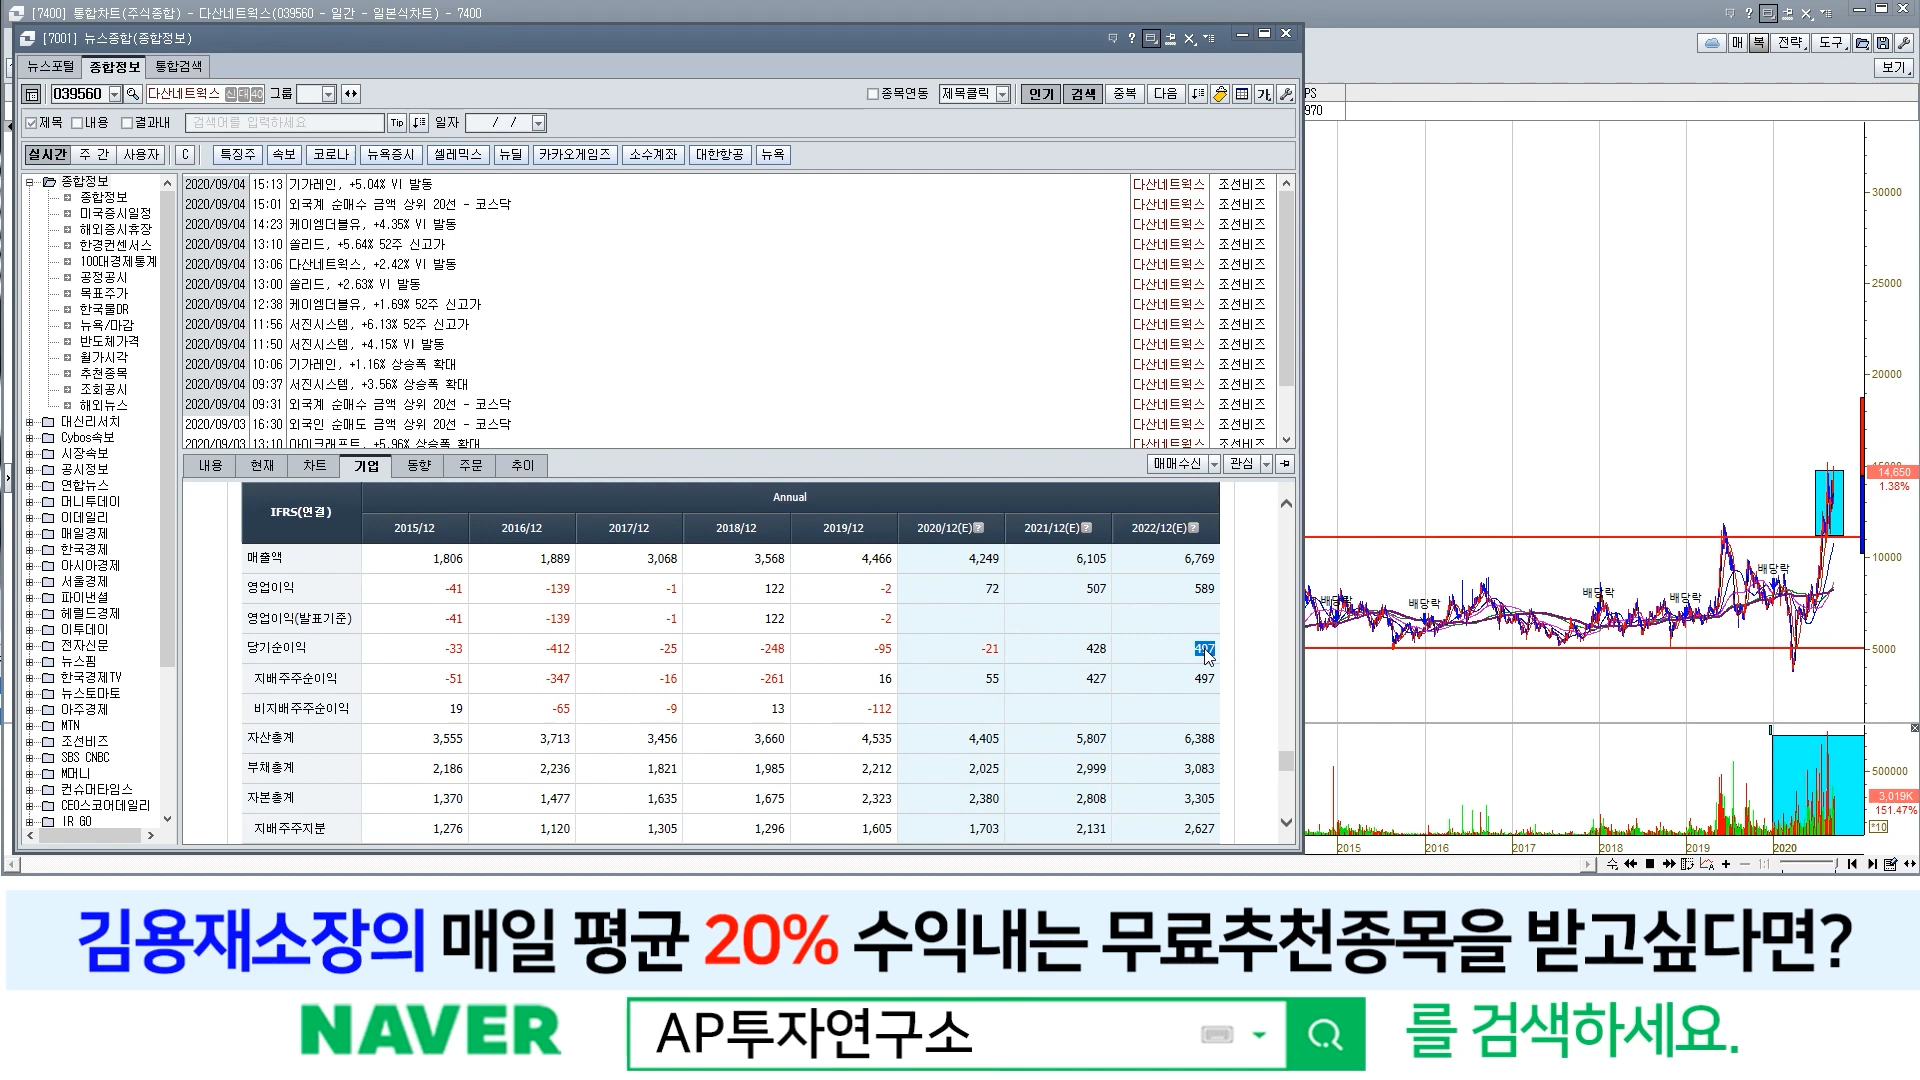 [7400] 통합차트(주식종합) - 다산네트웍스(039560 - 일간 - 일본식차트) - 7400
[7001] 뉴스종합(종합정보)
뉴스포털 종합정보 통합검색
039560 다산네트웍스 신대40 그룹 종목연동 제목클릭 인기 검색 중복 다음 가
제목 내용 결과내 검색어를 입력하세요 Tip 일자 / /
실시간 주 간 사용자 C 특징주 속보 코로나 뉴욕증시 셀레믹스 뉴딜 카카오게임즈 소수계좌 대한항공 뉴욕
매 복 전략 도구
보기
PS
970
종합정보
종합정보
미국증시일정
해외증시휴장
한경컨센서스
100대경제통계
공정공시
목표주가
한국물DR
뉴욕/마감
반도체가격
월가시각
추천종목
조회공시
해외뉴스
대신리서치
Cybos속보
시장속보
공시정보
연합뉴스
머니투데이
이데일리
매일경제
한국경제
아시아경제
서울경제
파이낸셜
헤럴드경제
이투데이
전자신문
뉴스핌
한국경제TV
뉴스토마토
아주경제
MTN
조선비즈
SBS CNBC
M머니
컨슈머타임스
CEO스코어데일리
IR GO
2020/09/04 15:13 기가레인, +5.04% VI 발동 다산네트웍스 조선비즈
2020/09/04 15:01 외국계 순매수 금액 상위 20선 - 코스닥 다산네트웍스 조선비즈
2020/09/04 14:23 케이엠더블유, +4.35% VI 발동 다산네트웍스 조선비즈
2020/09/04 13:10 쏠리드, +5.64% 52주 신고가 다산네트웍스 조선비즈
2020/09/04 13:06 다산네트웍스, +2.42% VI 발동 다산네트웍스 조선비즈
2020/09/04 13:00 쏠리드, +2.63% VI 발동 다산네트웍스 조선비즈
2020/09/04 12:38 케이엠더블유, +1.69% 52주 신고가 다산네트웍스 조선비즈
2020/09/04 11:56 서진시스템, +6.13% 52주 신고가 다산네트웍스 조선비즈
2020/09/04 11:50 서진시스템, +4.15% VI 발동 다산네트웍스 조선비즈
2020/09/04 10:06 기가레인, +1.16% 상승폭 확대 다산네트웍스 조선비즈
2020/09/04 09:37 서진시스템, +3.56% 상승폭 확대 다산네트웍스 조선비즈
2020/09/04 09:31 외국계 순매수 금액 상위 20선 - 코스닥 다산네트웍스 조선비즈
2020/09/03 16:30 외국인 순매도 금액 상위 20선 - 코스닥 다산네트웍스 조선비즈
2020/09/03 13:10 아이크래프트, +5.96% 상승폭 확대 다산네트웍스 조선비즈
내용 현재 차트 기업 동향 주문 추이 매매수신 관심
IFRS(연결) Annual
2015/12 2016/12 2017/12 2018/12 2019/12 2020/12(E) 2021/12(E) 2022/12(E)
매출액 1,806 1,889 3,068 3,568 4,466 4,249 6,105 6,769
영업이익 -41 -139 -1 122 -2 72 507 589
영업이익(발표기준) -41 -139 -1 122 -2
당기순이익 -33 -412 -25 -248 -95 -21 428 497
지배주주순이익 -51 -347 -16 -261 16 55 427 497
비지배주주순이익 19 -65 -9 13 -112
자산총계 3,555 3,713 3,456 3,660 4,535 4,405 5,807 6,388
부채총계 2,186 2,236 1,821 1,985 2,212 2,025 2,999 3,083
자본총계 1,370 1,477 1,635 1,675 2,323 2,380 2,808 3,305
지배주주지분 1,276 1,120 1,305 1,296 1,605 1,703 2,131 2,627
30000
25000
20000
14,650
1.38%
10000
5000
배당락 배당락 배당락 배당락 배당락
500000
3,019K
151.47%
*10
2015 2016 2017 2018 2019 2020
김용재소장의 매일 평균 20% 수익내는 무료추천종목을 받고싶다면?
NAVER AP투자연구소 를 검색하세요.